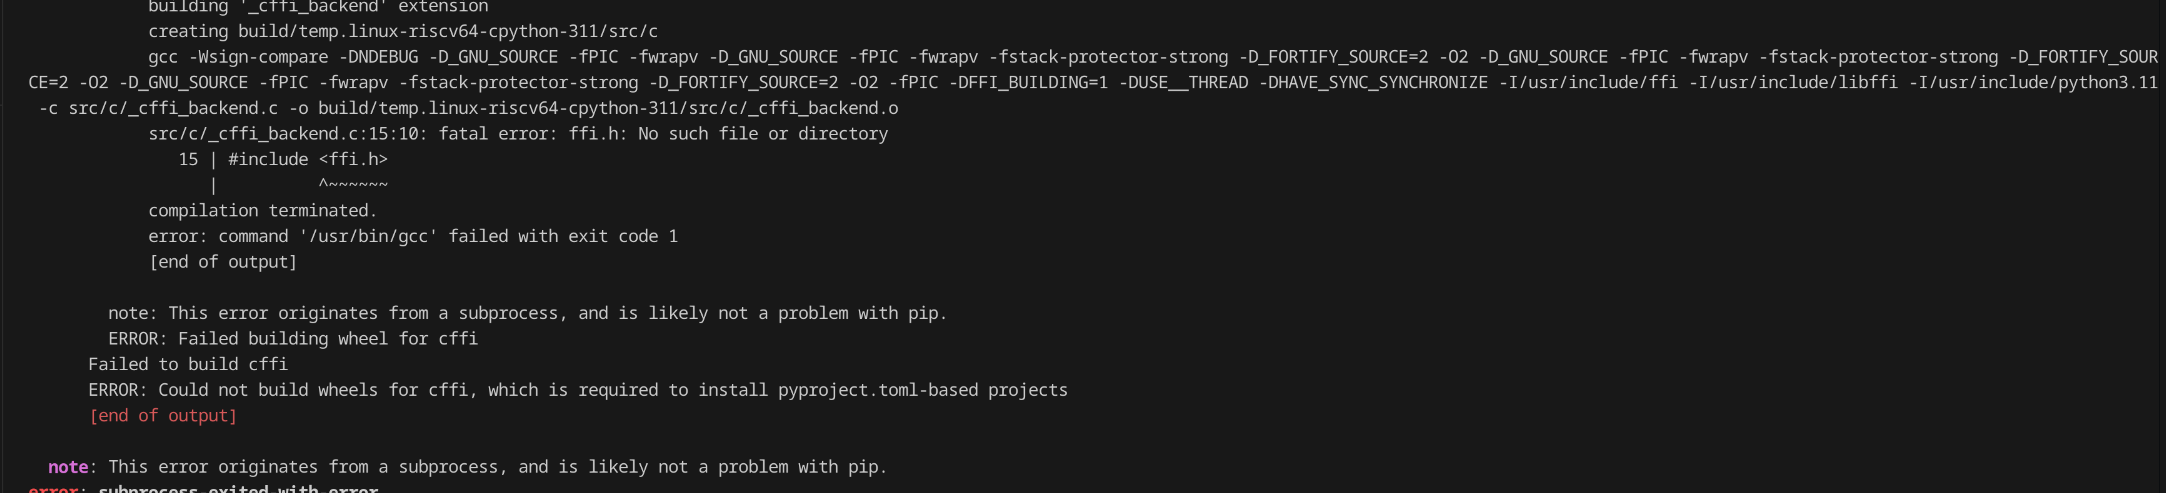 building '_cffi_backend' extension
creating build/temp.linux-riscv64-cpython-311/src/c
gcc -Wsign-compare -DNDEBUG -D_GNU_SOURCE -fPIC -fwrapv -D_GNU_SOURCE -fPIC -fwrapv -fstack-protector-strong -D_FORTIFY_SOURCE=2 -O2 -D_GNU_SOURCE -fPIC -fwrapv -fstack-protector-strong -D_FORTIFY_SOUR
CE=2 -O2 -D_GNU_SOURCE -fPIC -fwrapv -fstack-protector-strong -D_FORTIFY_SOURCE=2 -O2 -fPIC -DFFI_BUILDING=1 -DUSE__THREAD -DHAVE_SYNC_SYNCHRONIZE -I/usr/include/ffi -I/usr/include/libffi -I/usr/include/python3.11
-c src/c/_cffi_backend.c -o build/temp.linux-riscv64-cpython-311/src/c/_cffi_backend.o
src/c/_cffi_backend.c:15:10: fatal error: ffi.h: No such file or directory
15 | #include <ffi.h>
| ^~~~~~~
compilation terminated.
error: command '/usr/bin/gcc' failed with exit code 1
[end of output]
note: This error originates from a subprocess, and is likely not a problem with pip.
ERROR: Failed building wheel for cffi
Failed to build cffi
ERROR: Could not build wheels for cffi, which is required to install pyproject.toml-based projects
[end of output]
note: This error originates from a subprocess, and is likely not a problem with pip.
error: subprocess-exited-with-error